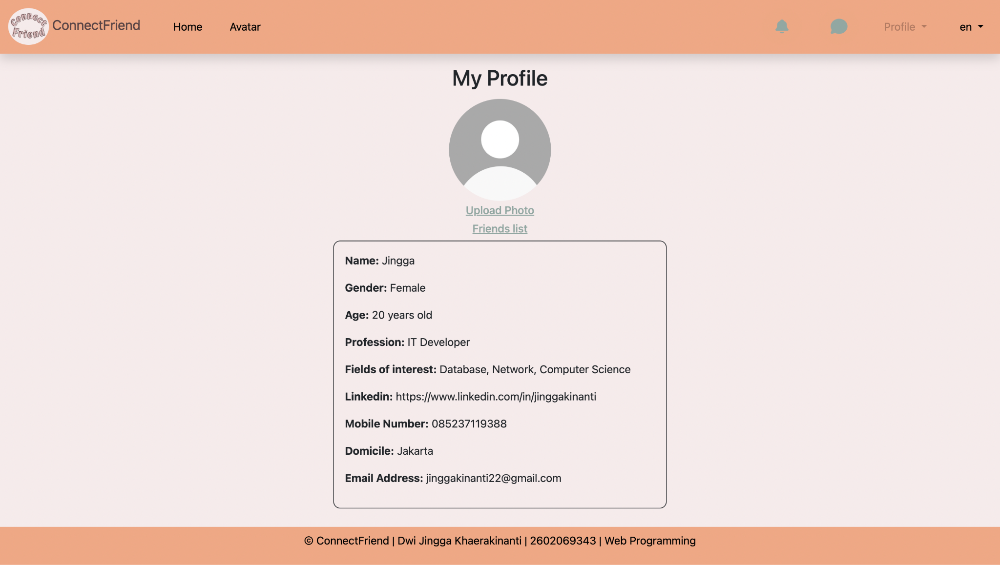 Connect
Friend
ConnectFriend
Home
Avatar
Profile
en
My Profile
Upload Photo
Friends list
Name: Jingga
Gender: Female
Age: 20 years old
Profession: IT Developer
Fields of interest: Database, Network, Computer Science
Linkedin: https://www.linkedin.com/in/jinggakinanti
Mobile Number: 085237119388
Domicile: Jakarta
Email Address: jinggakinanti22@gmail.com
© ConnectFriend | Dwi Jingga Khaerakinanti | 2602069343 | Web Programming